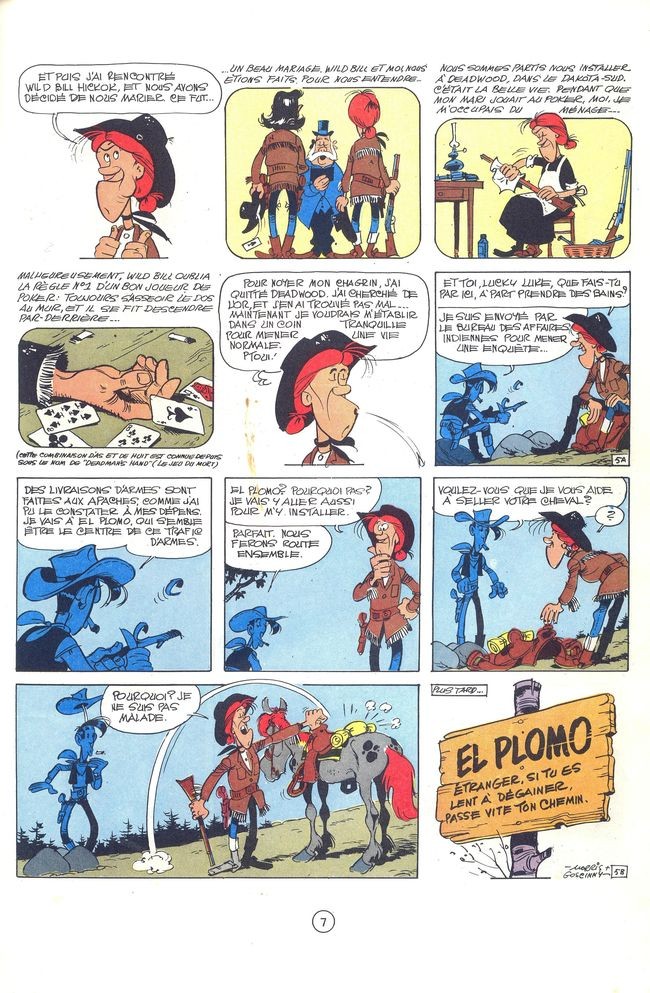 ET PUIS J'AI RENCONTRÉ
WILD BILL HICKOK, ET NOUS AVONS
DÉCIDÉ DE NOUS MARIER. CE FUT...
...UN BEAU MARIAGE, WILD BILL ET MOI, NOUS
ÉTIONS FAITS POUR NOUS ENTENDRE...
NOUS SOMMES PARTIS NOUS INSTALLER
À DEADWOOD, DANS LE DAKOTA-SUD.
C'ÉTAIT LA BELLE VIE. PENDANT QUE
MON MARI JOUAIT AU POKER, MOI, JE
M'OCCUPAIS DU MÉNAGE...
MALHEUREUSEMENT, WILD BILL OUBLIA
LA RÈGLE N°1 D'UN BON JOUEUR DE
POKER: TOUJOURS S'ASSEOIR LE DOS
AU MUR, ET IL SE FIT DESCENDRE
PAR-DERRIÈRE...
(CETTE COMBINAISON D'AS ET DE HUIT EST CONNUE DEPUIS
SOUS LE NOM DE "DEADMAN'S HAND" (LE JEU DU MORT)
POUR NOYER MON CHAGRIN, J'AI
QUITTÉ DEADWOOD. J'AI CHERCHÉ DE
L'OR, ET J'EN AI TROUVÉ PAS MAL...
MAINTENANT JE VOUDRAIS M'ÉTABLIR
DANS UN COIN TRANQUILLE
POUR MENER UNE VIE
NORMALE.
PTOUI!
ET TOI, LUCKY LUKE, QUE FAIS-TU
PAR ICI, À PART PRENDRE DES BAINS?
JE SUIS ENVOYÉ PAR
LE BUREAU DES AFFAIRES
INDIENNES POUR MENER
UNE ENQUÊTE...
5A
DES LIVRAISONS D'ARMES SONT
FAITES AUX APACHES, COMME J'AI
PU LE CONSTATER À MES DÉPENS.
JE VAIS À EL PLOMO, QUI SEMBLE
ÊTRE LE CENTRE DE CE TRAFIC
D'ARMES.
EL PLOMO? POURQUOI PAS?
JE VAIS Y ALLER AUSSI
POUR M'Y INSTALLER.
PARFAIT. NOUS
FERONS ROUTE
ENSEMBLE.
VOULEZ-VOUS QUE JE VOUS AIDE
À SELLER VOTRE CHEVAL?
?
POURQUOI? JE
NE SUIS PAS
MALADE.
PLUS TARD...
EL PLOMO
ÉTRANGER, SI TU ES
LENT À DÉGAINER,
PASSE VITE TON CHEMIN.
MORRIS +
GOSCINNY
5B
7